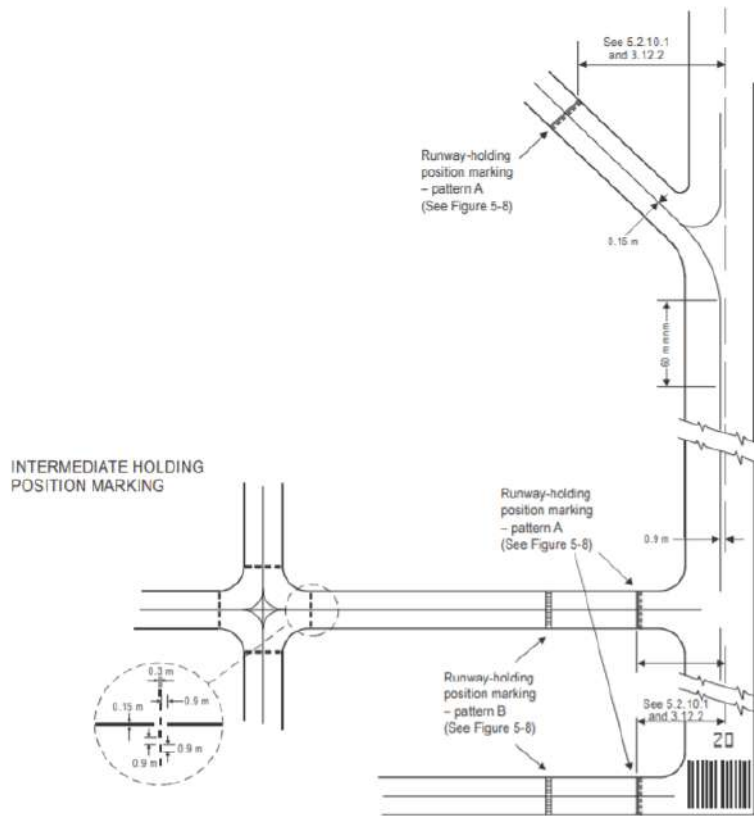 See 5.2.10.1
and 3.12.2
Runway-holding
position marking
– pattern A
(See Figure 5-8)
0.15 m
60 m mnm
INTERMEDIATE HOLDING
POSITION MARKING
Runway-holding
position marking
– pattern A
(See Figure 5-8)
0.9 m
0.3 m
0.15 m
0.9 m
0.9 m
0.9 m
Runway-holding
position marking
– pattern B
(See Figure 5-8)
See 5.2.10.1
and 3.12.2
20